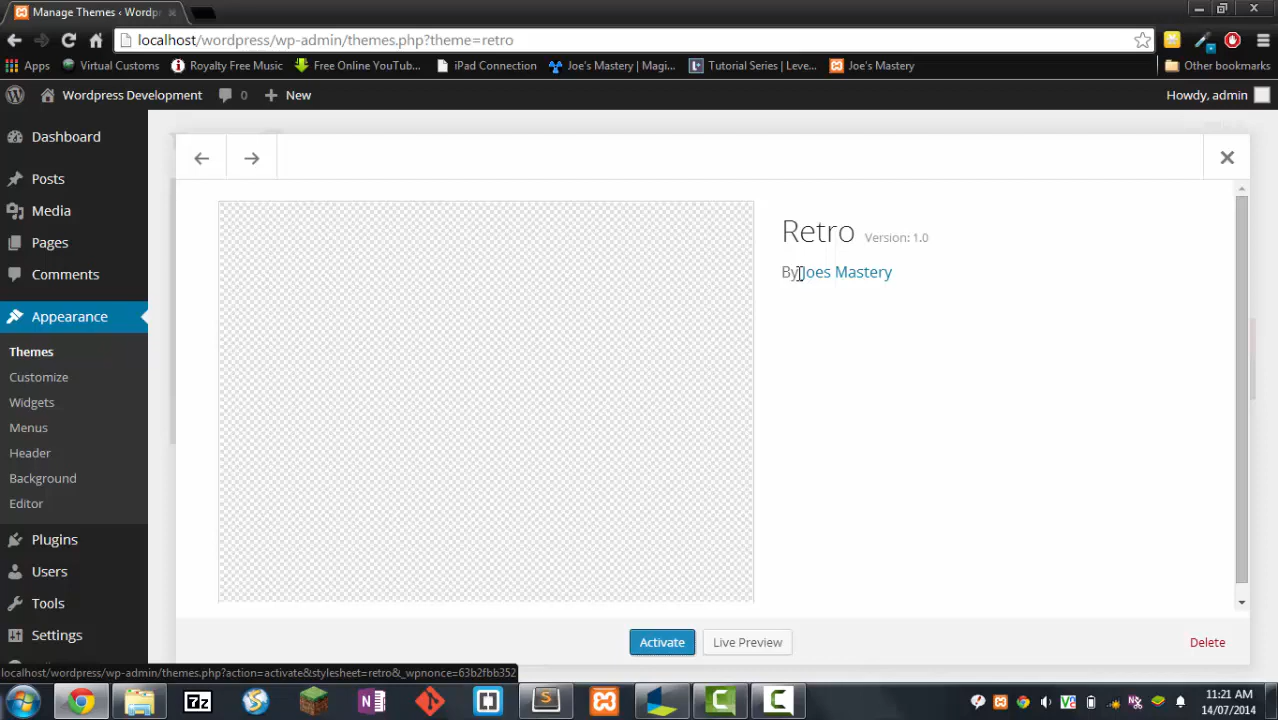 Manage Themes ‹ Wordpr
localhost/wordpress/wp-admin/themes.php?theme=retro
Apps
Virtual Customs
Royalty Free Music
Free Online YouTub...
iPad Connection
Joe's Mastery | Magi...
Tutorial Series | Leve...
Joe's Mastery
Other bookmarks
Wordpress Development
0
New
Howdy, admin
Dashboard
Posts
Media
Pages
Comments
Appearance
Themes
Customize
Widgets
Menus
Header
Background
Editor
Plugins
Users
Tools
Settings
Retro Version: 1.0
By Joes Mastery
Activate
Live Preview
Delete
localhost/wordpress/wp-admin/themes.php?action=activate&stylesheet=retro&_wpnonce=63b2fbb352
7z
11:21 AM
14/07/2014